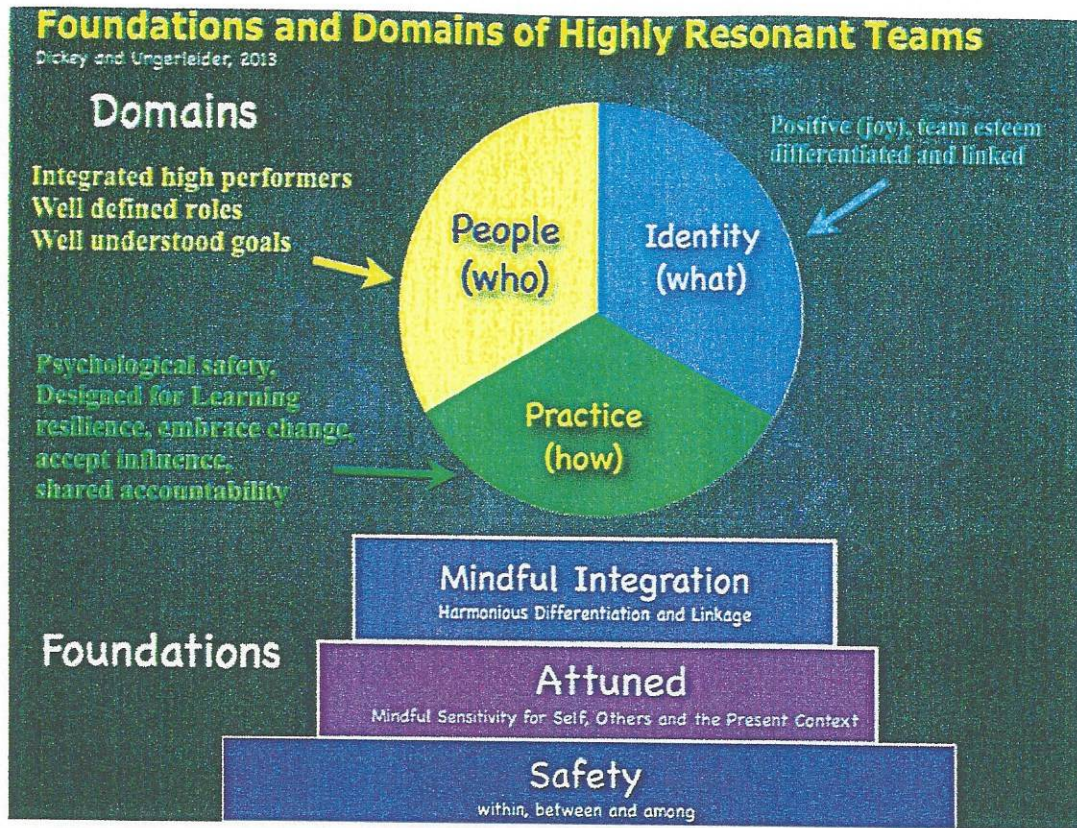 Foundations and Domains of Highly Resonant Teams
Dickey and Ungerleider, 2013
Domains
Integrated high performers
Well defined roles
Well understood goals
People
(who)
Identity
(what)
Positive (joy), team esteem
differentiated and linked
Psychological safety,
Designed for Learning
resilience, embrace change,
accept influence,
shared accountability
Practice
(how)
Foundations
Mindful Integration
Harmonious Differentiation and Linkage
Attuned
Mindful Sensitivity for Self, Others and the Present Context
Safety
within, between and among